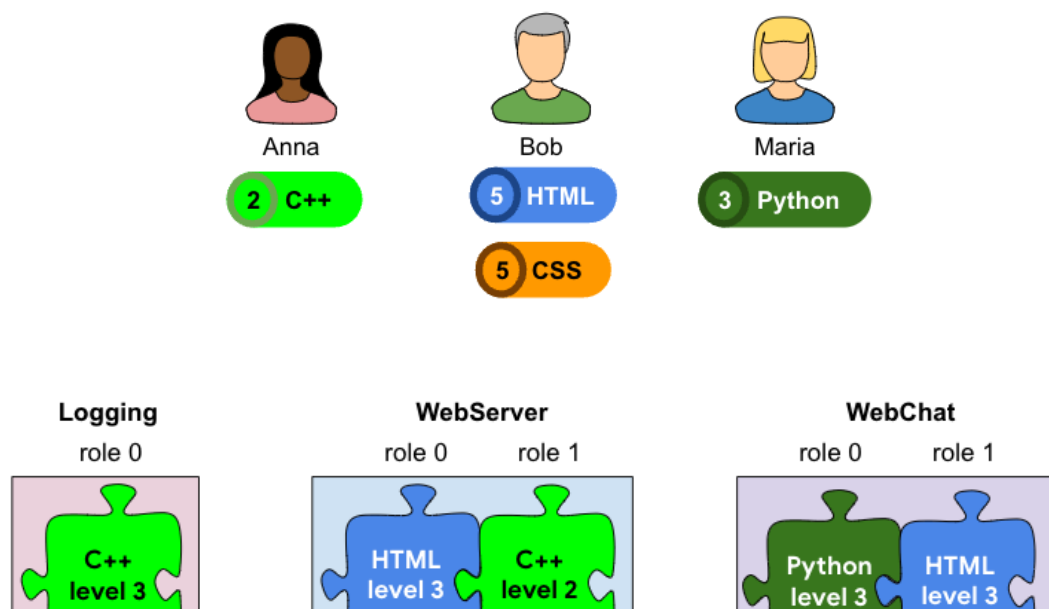 Anna
Bob
Maria
2 C++
5 HTML
3 Python
5 CSS
Logging
WebServer
WebChat
role 0
role 0
role 1
role 0
role 1
C++
level 3
HTML
level 3
C++
level 2
Python
level 3
HTML
level 3